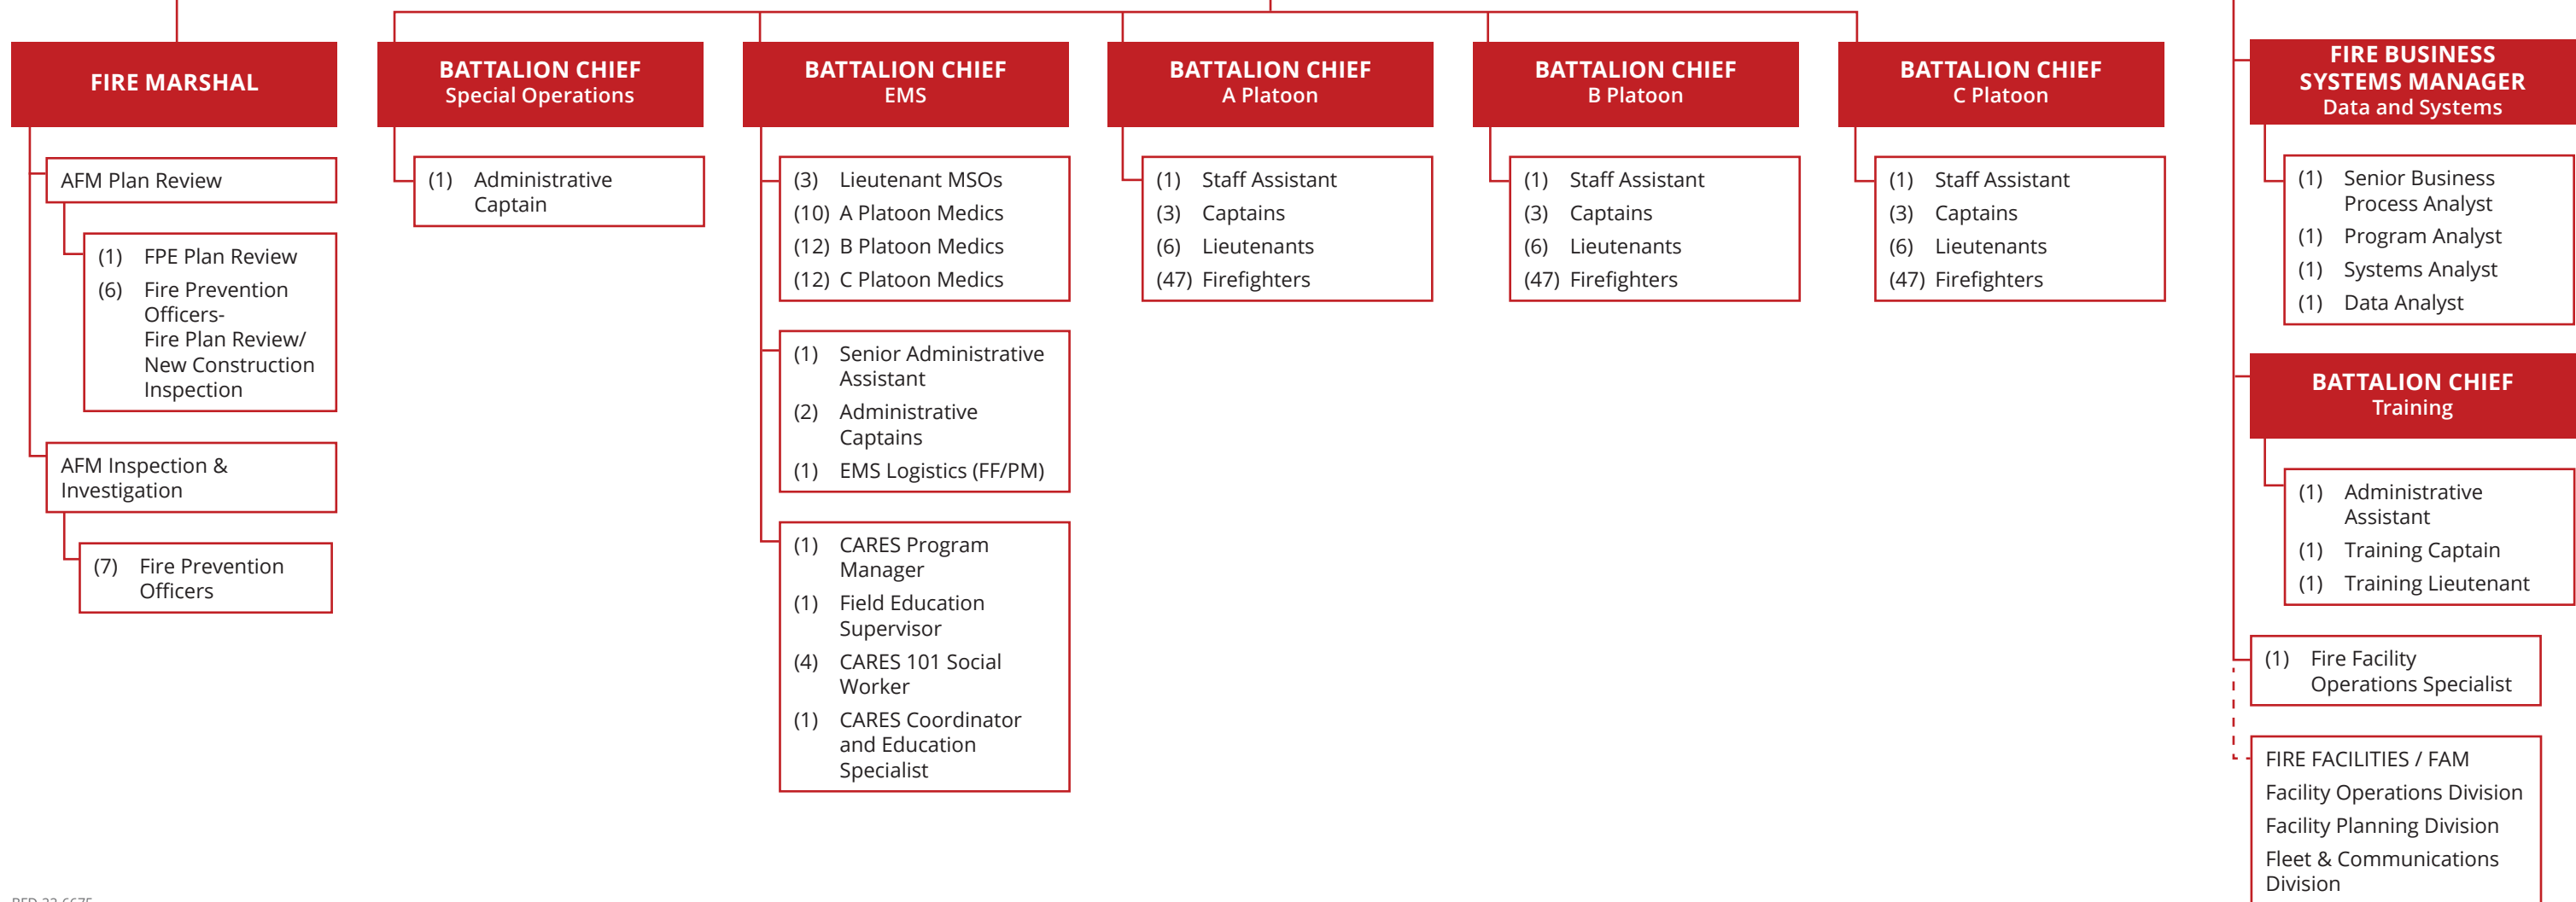 FIRE MARSHAL
AFM Plan Review
(1) FPE Plan Review
(6) Fire Prevention
Officers-
Fire Plan Review/
New Construction
Inspection
AFM Inspection &
Investigation
(7) Fire Prevention
Officers
BATTALION CHIEF
Special Operations
(1) Administrative
Captain
BATTALION CHIEF
EMS
(3) Lieutenant MSOs
(10) A Platoon Medics
(12) B Platoon Medics
(12) C Platoon Medics
(1) Senior Administrative
Assistant
(2) Administrative
Captains
(1) EMS Logistics (FF/PM)
(1) CARES Program
Manager
(1) Field Education
Supervisor
(4) CARES 101 Social
Worker
(1) CARES Coordinator
and Education
Specialist
BATTALION CHIEF
A Platoon
(1) Staff Assistant
(3) Captains
(6) Lieutenants
(47) Firefighters
BATTALION CHIEF
B Platoon
(1) Staff Assistant
(3) Captains
(6) Lieutenants
(47) Firefighters
BATTALION CHIEF
C Platoon
(1) Staff Assistant
(3) Captains
(6) Lieutenants
(47) Firefighters
FIRE BUSINESS
SYSTEMS MANAGER
Data and Systems
(1) Senior Business
Process Analyst
(1) Program Analyst
(1) Systems Analyst
(1) Data Analyst
BATTALION CHIEF
Training
(1) Administrative
Assistant
(1) Training Captain
(1) Training Lieutenant
(1) Fire Facility
Operations Specialist
FIRE FACILITIES / FAM
Facility Operations Division
Facility Planning Division
Fleet & Communications
Division